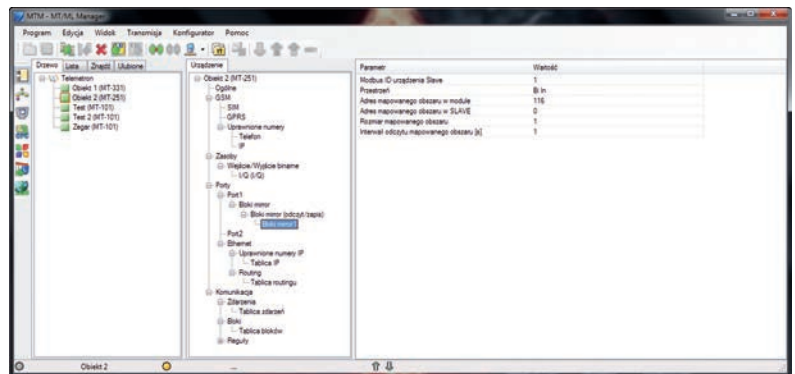 MTM - MT/ML Manager
Program Edycja Widok Transmisja Konfigurator Pomoc
Drzewo Lista Znajdź Ulubione
Telemetron
Obiekt 1 (MT-331)
Obiekt 2 (MT-251)
Test (MT-101)
Test 2 (MT-101)
Zegar (MT-101)
Urządzenie
Obiekt 2 (MT-251)
Ogólne
GSM
SIM
GPRS
Uprawnione numery
Telefon
IP
Zasoby
Wejście/Wyjście binarne
I/Q (I/Q)
Porty
Port1
Bloki mirror
Bloki mirror (odczyt/zapis)
Blok mirror1
Port2
Ethernet
Uprawnione numery IP
Tablica IP
Routing
Tablica routingu
Komunikacja
Zdarzenia
Tablica zdarzeń
Bloki
Tablica bloków
Reguły
Parametr Wartość
Modbus ID urządzenia Slave 1
Przestrzeń Bi In
Adres mapowanego obszaru w module 116
Adres mapowanego obszaru w SLAVE 0
Rozmiar mapowanego obszaru 1
Interwał odczytu mapowanego obszaru [s] 1
Obiekt 2 ...